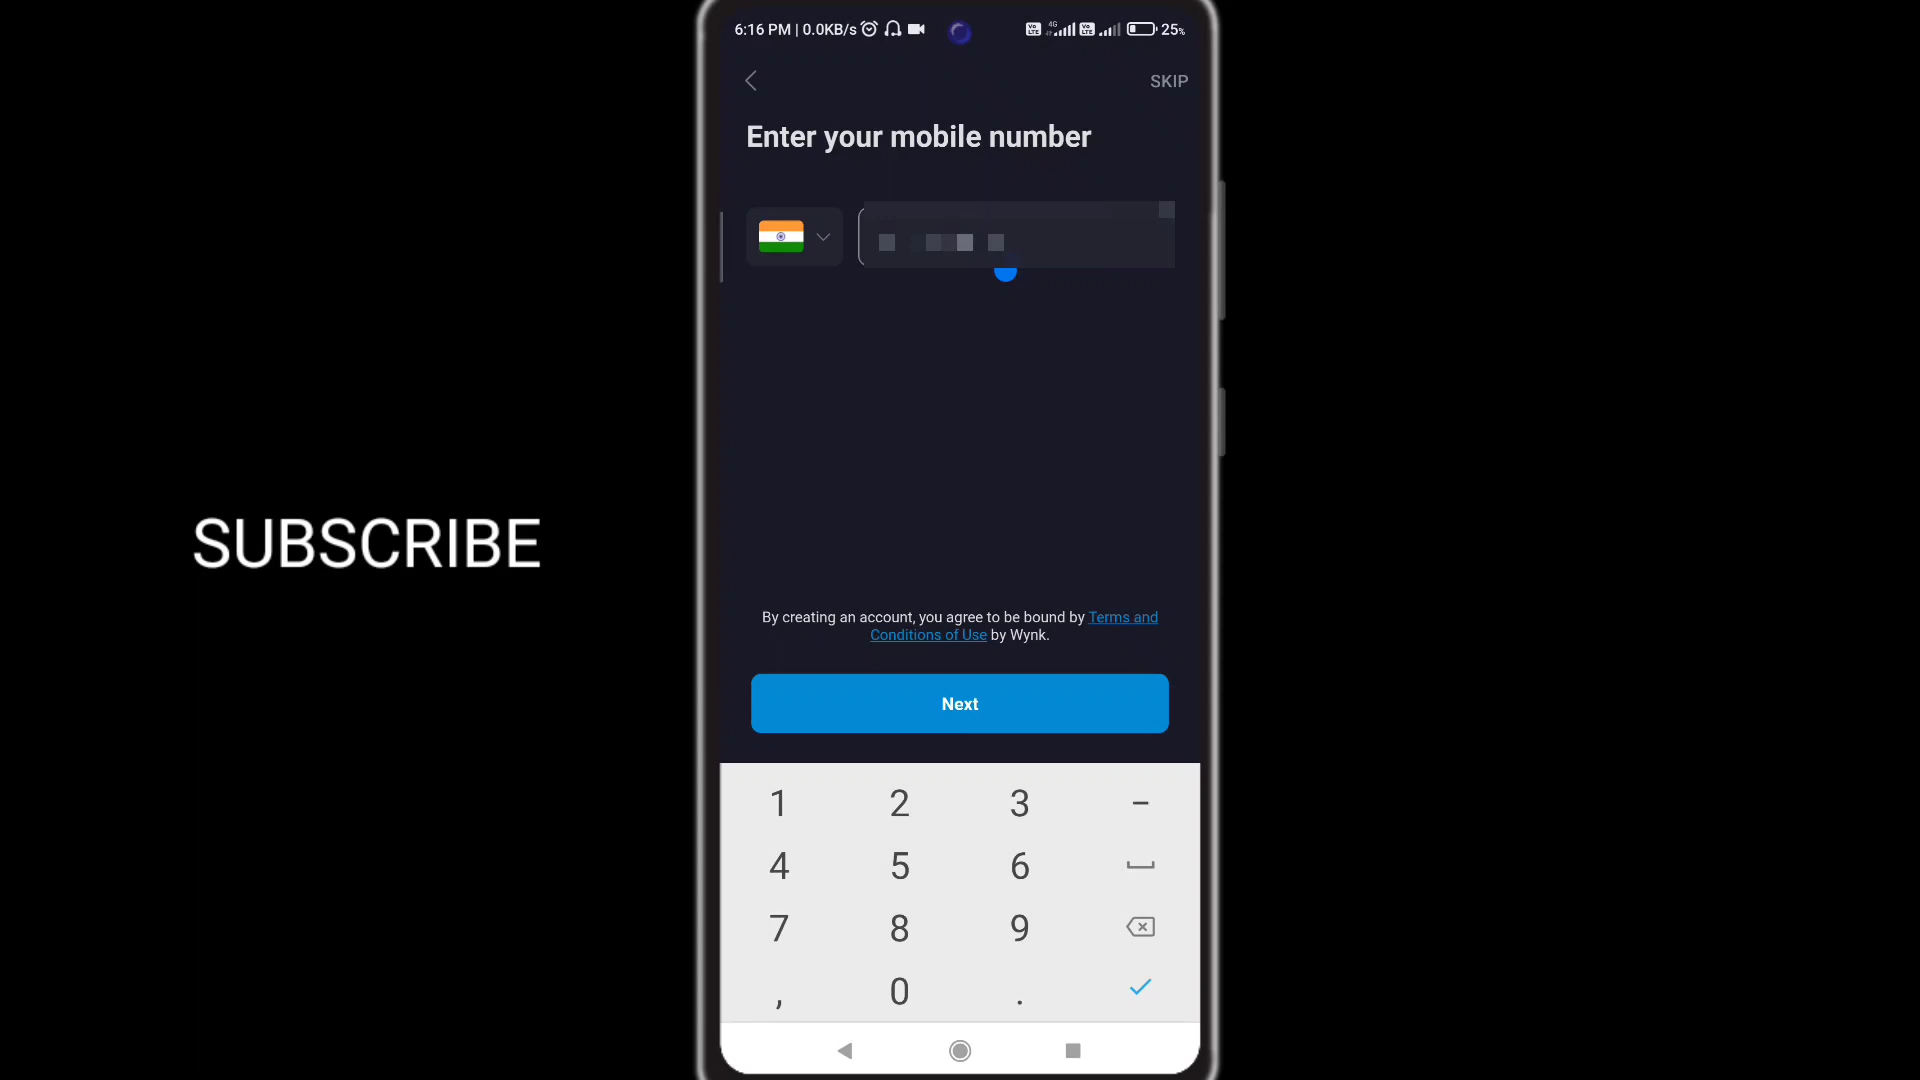 6:16 PM | 0.0KB/s 4G 25%
SKIP
Enter your mobile number
SUBSCRIBE
By creating an account, you agree to be bound by Terms and
Conditions of Use by Wynk.
Next
1 2 3 –
4 5 6
7 8 9
, 0 .